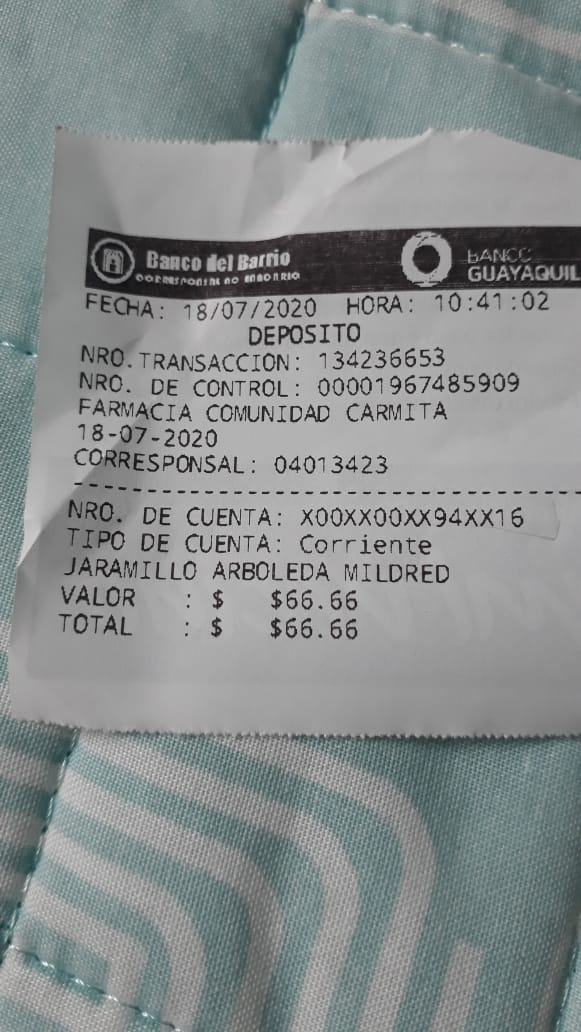 Banco del Barrio
BANCO
GUAYAQUIL
FECHA: 18/07/2020 HORA: 10:41:02
DEPOSITO
NRO.TRANSACCION: 134236653
NRO. DE CONTROL: 00001967485909
FARMACIA COMUNIDAD CARMITA
18-07-2020
CORRESPONSAL: 04013423
NRO. DE CUENTA: X00XX00XX94XX16
TIPO DE CUENTA: Corriente
JARAMILLO ARBOLEDA MILDRED
VALOR : $ $66.66
TOTAL : $ $66.66